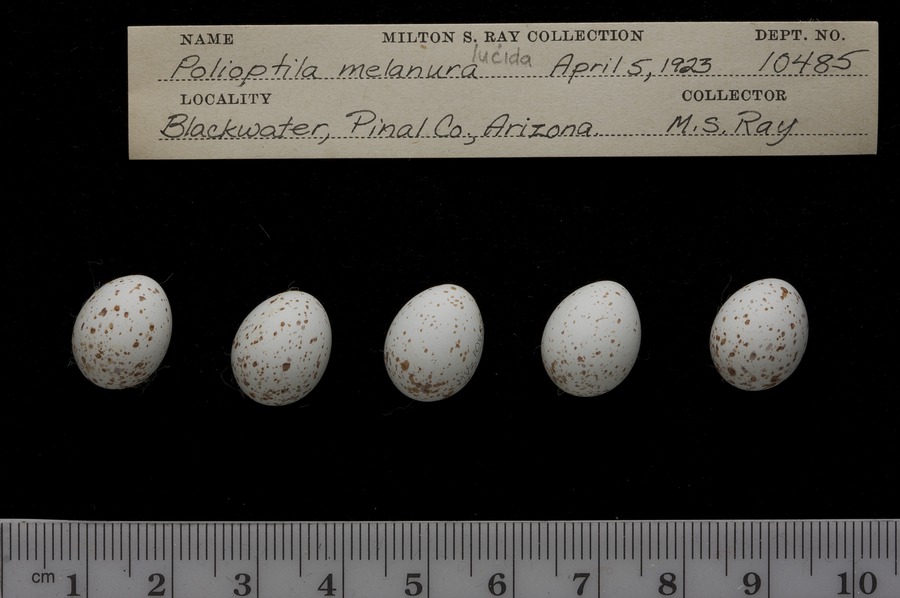 NAME MILTON S. RAY COLLECTION DEPT. NO.
Polioptila melanura lucida April 5, 1923 10485
LOCALITY COLLECTOR
Blackwater, Pinal Co., Arizona. M.S. Ray
cm 1 2 3 4 5 6 7 8 9 10